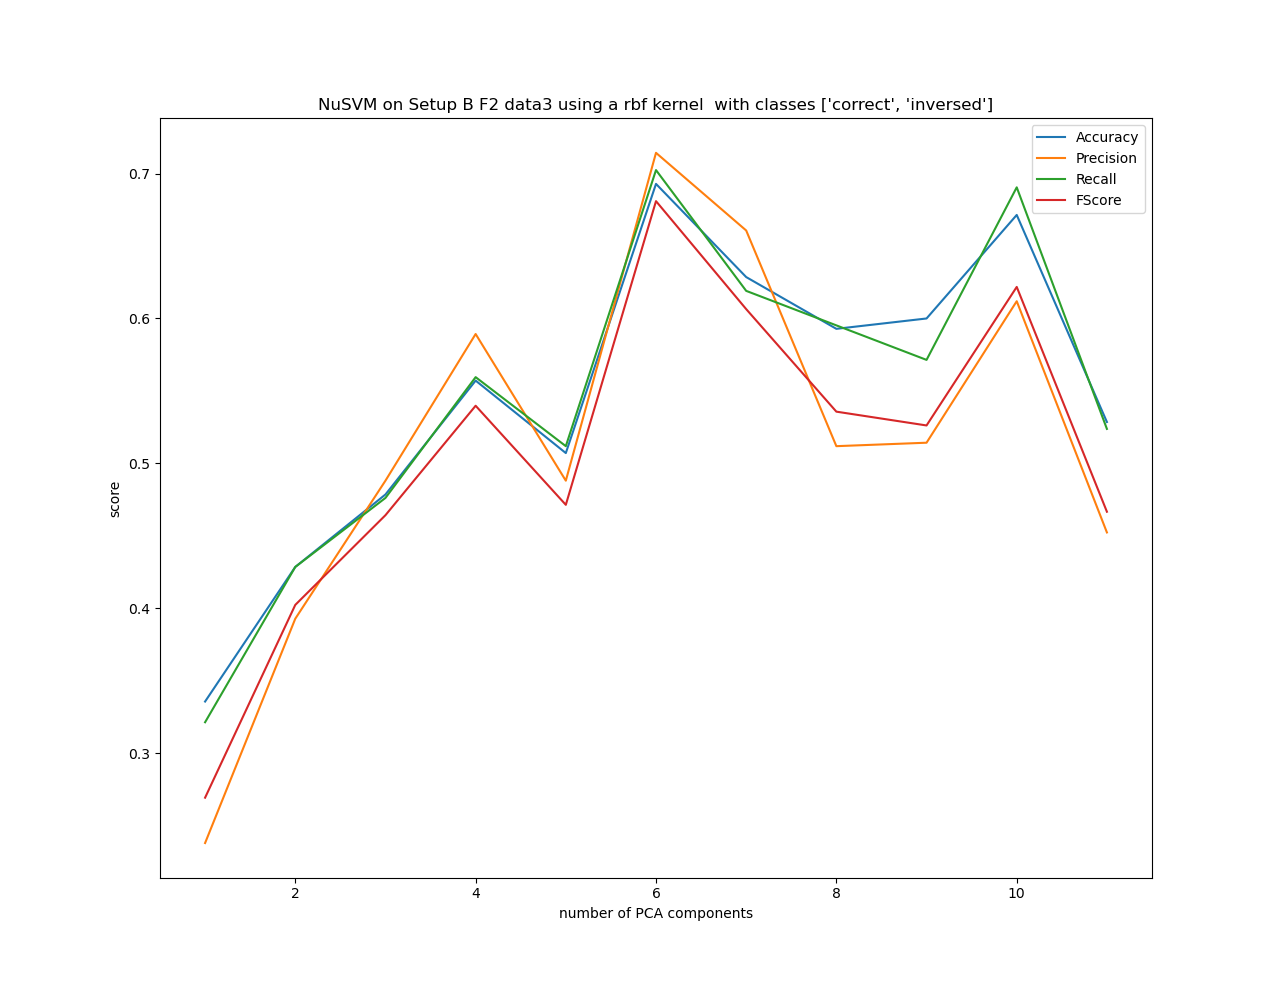 NuSVM on Setup B F2 data3 using a rbf kernel  with classes ['correct', 'inversed']
Accuracy
Precision
Recall
FScore
0.7
0.6
0.5
0.4
0.3
score
2 4 6 8 10
number of PCA components